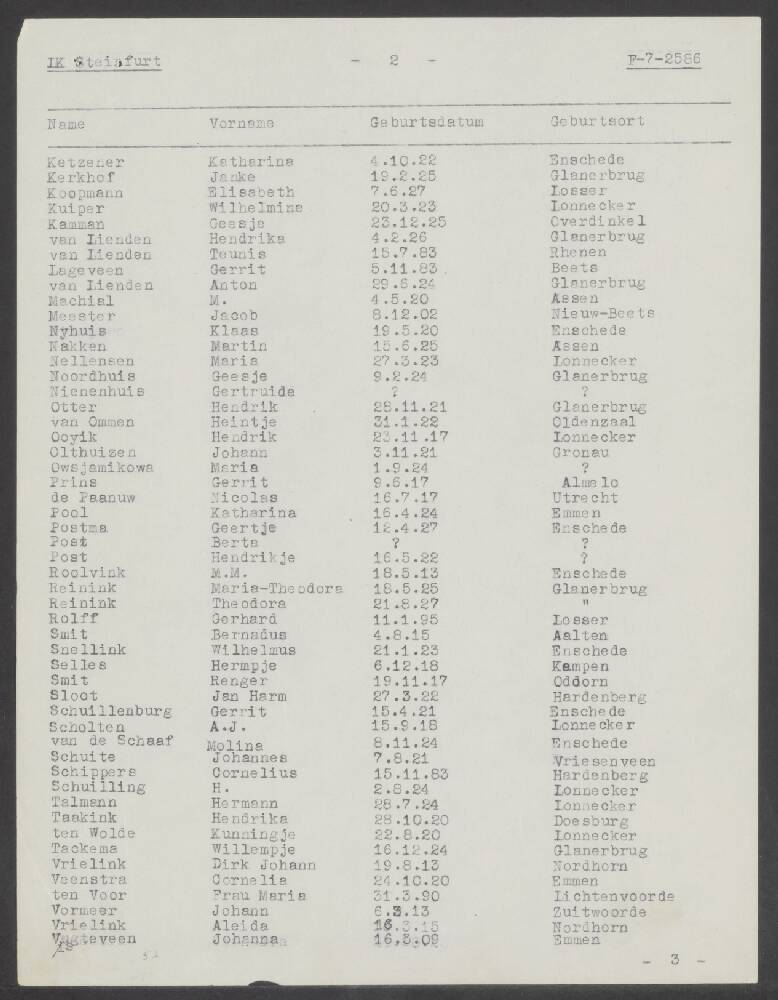 IK Steinfurt - 2 - F-7-2586
Name Vorname Geburtsdatum Geburtsort
Ketzener Katharina 4.10.22 Enschede
Kerkhof Janke 19.2.25 Glanerbrug
Koopmann Elisabeth 7.6.27 Losser
Kuiper Wilhelmina 20.3.23 Lonnecker
Kamman Geesje 23.12.25 Overdinkel
van Lienden Hendrika 4.2.26 Glanerbrug
van Lienden Teunis 15.7.83 Rhenen
Lageveen Gerrit 5.11.83 Beets
van Lienden Anton 29.6.24 Glanerbrug
Machial M. 4.5.20 Assen
Meester Jacob 8.12.02 Nieuw-Beets
Nyhuis Klaas 19.5.20 Enschede
Nakken Martin 15.6.25 Assen
Nellensen Maria 27.3.23 Lonnecker
Noordhuis Geesje 9.2.24 Glanerbrug
Nienenhuis Gertruide ? ?
Otter Hendrik 28.11.21 Glanerbrug
van Ommen Heintje 31.1.22 Oldenzaal
Ooyik Hendrik 23.11.17 Lonnecker
Olthuizen Johann 3.11.21 Gronau
Owsjamikowa Maria 1.9.24 ?
Prins Gerrit 9.6.17 Almelo
de Paanuw Nicolas 16.7.17 Utrecht
Pool Katharina 16.4.24 Emmen
Postma Geertje 12.4.27 Enschede
Post Berta ? ?
Post Hendrikje 16.5.22 ?
Roolvink M.M. 18.5.13 Enschede
Reinink Maria-Theodora 18.5.25 Glanerbrug
Reinink Theodora 21.8.27 "
Rolff Gerhard 11.1.95 Losser
Smit Bernadus 4.8.15 Aalten
Snellink Wilhelmus 21.1.23 Enschede
Selles Hermpje 6.12.18 Kampen
Smit Renger 19.11.17 Oddorn
Sloot Jan Harm 27.3.22 Hardenberg
Schuillenburg Gerrit 15.4.21 Enschede
Scholten A.J. 15.9.18 Lonnecker
van de Schaaf Molina 8.11.24 Enschede
Schuite Johannes 7.8.21 Vriesenveen
Schippers Cornelius 15.11.83 Hardenberg
Schuilling H. 2.8.24 Lonnecker
Talmann Hermann 28.7.24 Lonnecker
Taakink Hendrika 28.10.20 Doesburg
ten Wolde Kunningje 22.8.20 Lonnecker
Tackema Willempje 16.12.24 Glanerbrug
Vrielink Dirk Johann 19.8.13 Nordhorn
Veenstra Cornelia 24.10.20 Emmen
ten Voor Frau Maria 31.3.90 Lichtenvoorde
Vormeer Johann 6.3.13 Zuitwoorde
Vrielink Aleida 16.3.15 Nordhorn
Johanna 16.3.09 Emmen
- 3 -